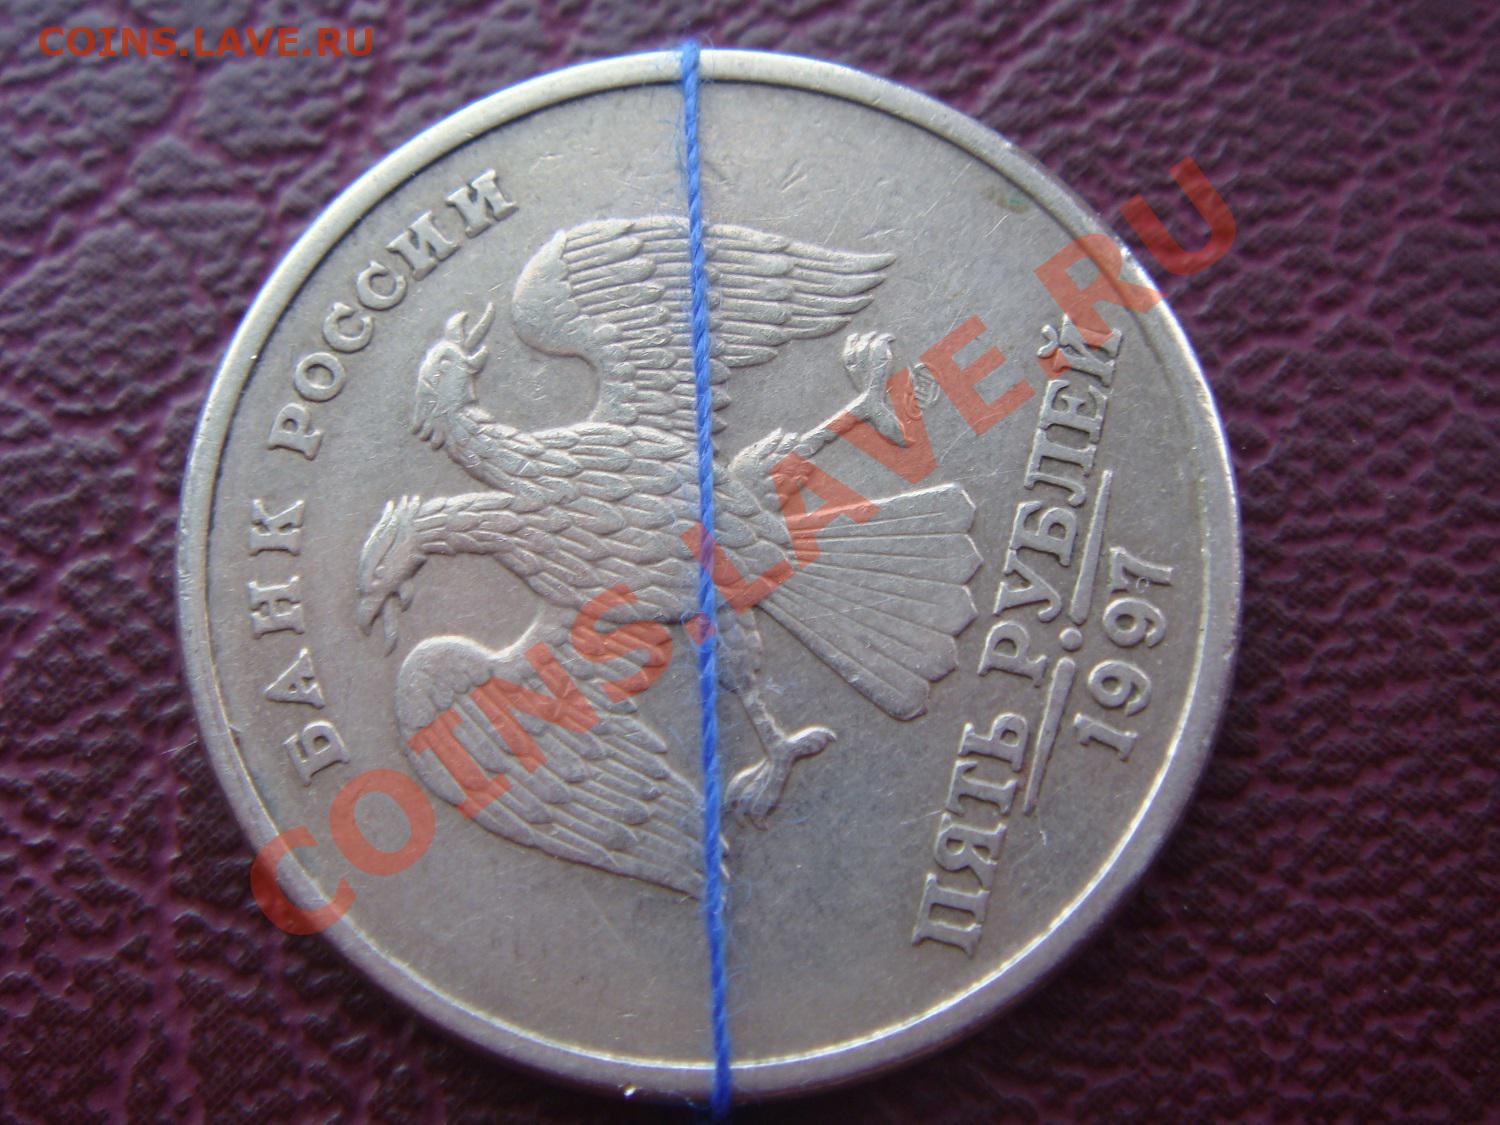 COINS.LAVE.RU
БАНК РОССИИ
ПЯТЬ РУБЛЕЙ
1997
COINS.LAVE.RU